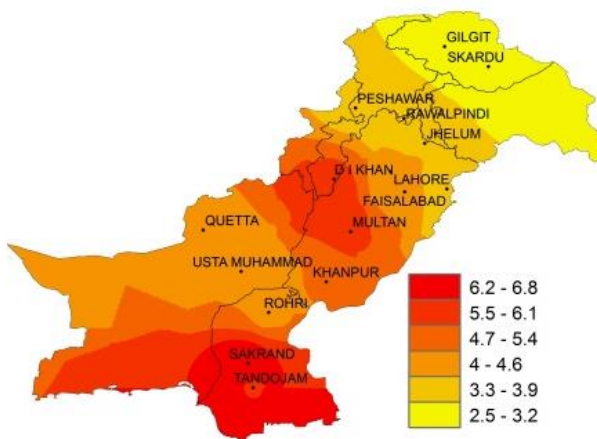 GILGIT
SKARDU
PESHAWAR
RAWALPINDI
JHELUM
D I KHAN
LAHORE
FAISALABAD
MULTAN
QUETTA
USTA MUHAMMAD
KHANPUR
ROHRI
SAKRAND
TANDOJAM
6.2 - 6.8
5.5 - 6.1
4.7 - 5.4
4 - 4.6
3.3 - 3.9
2.5 - 3.2